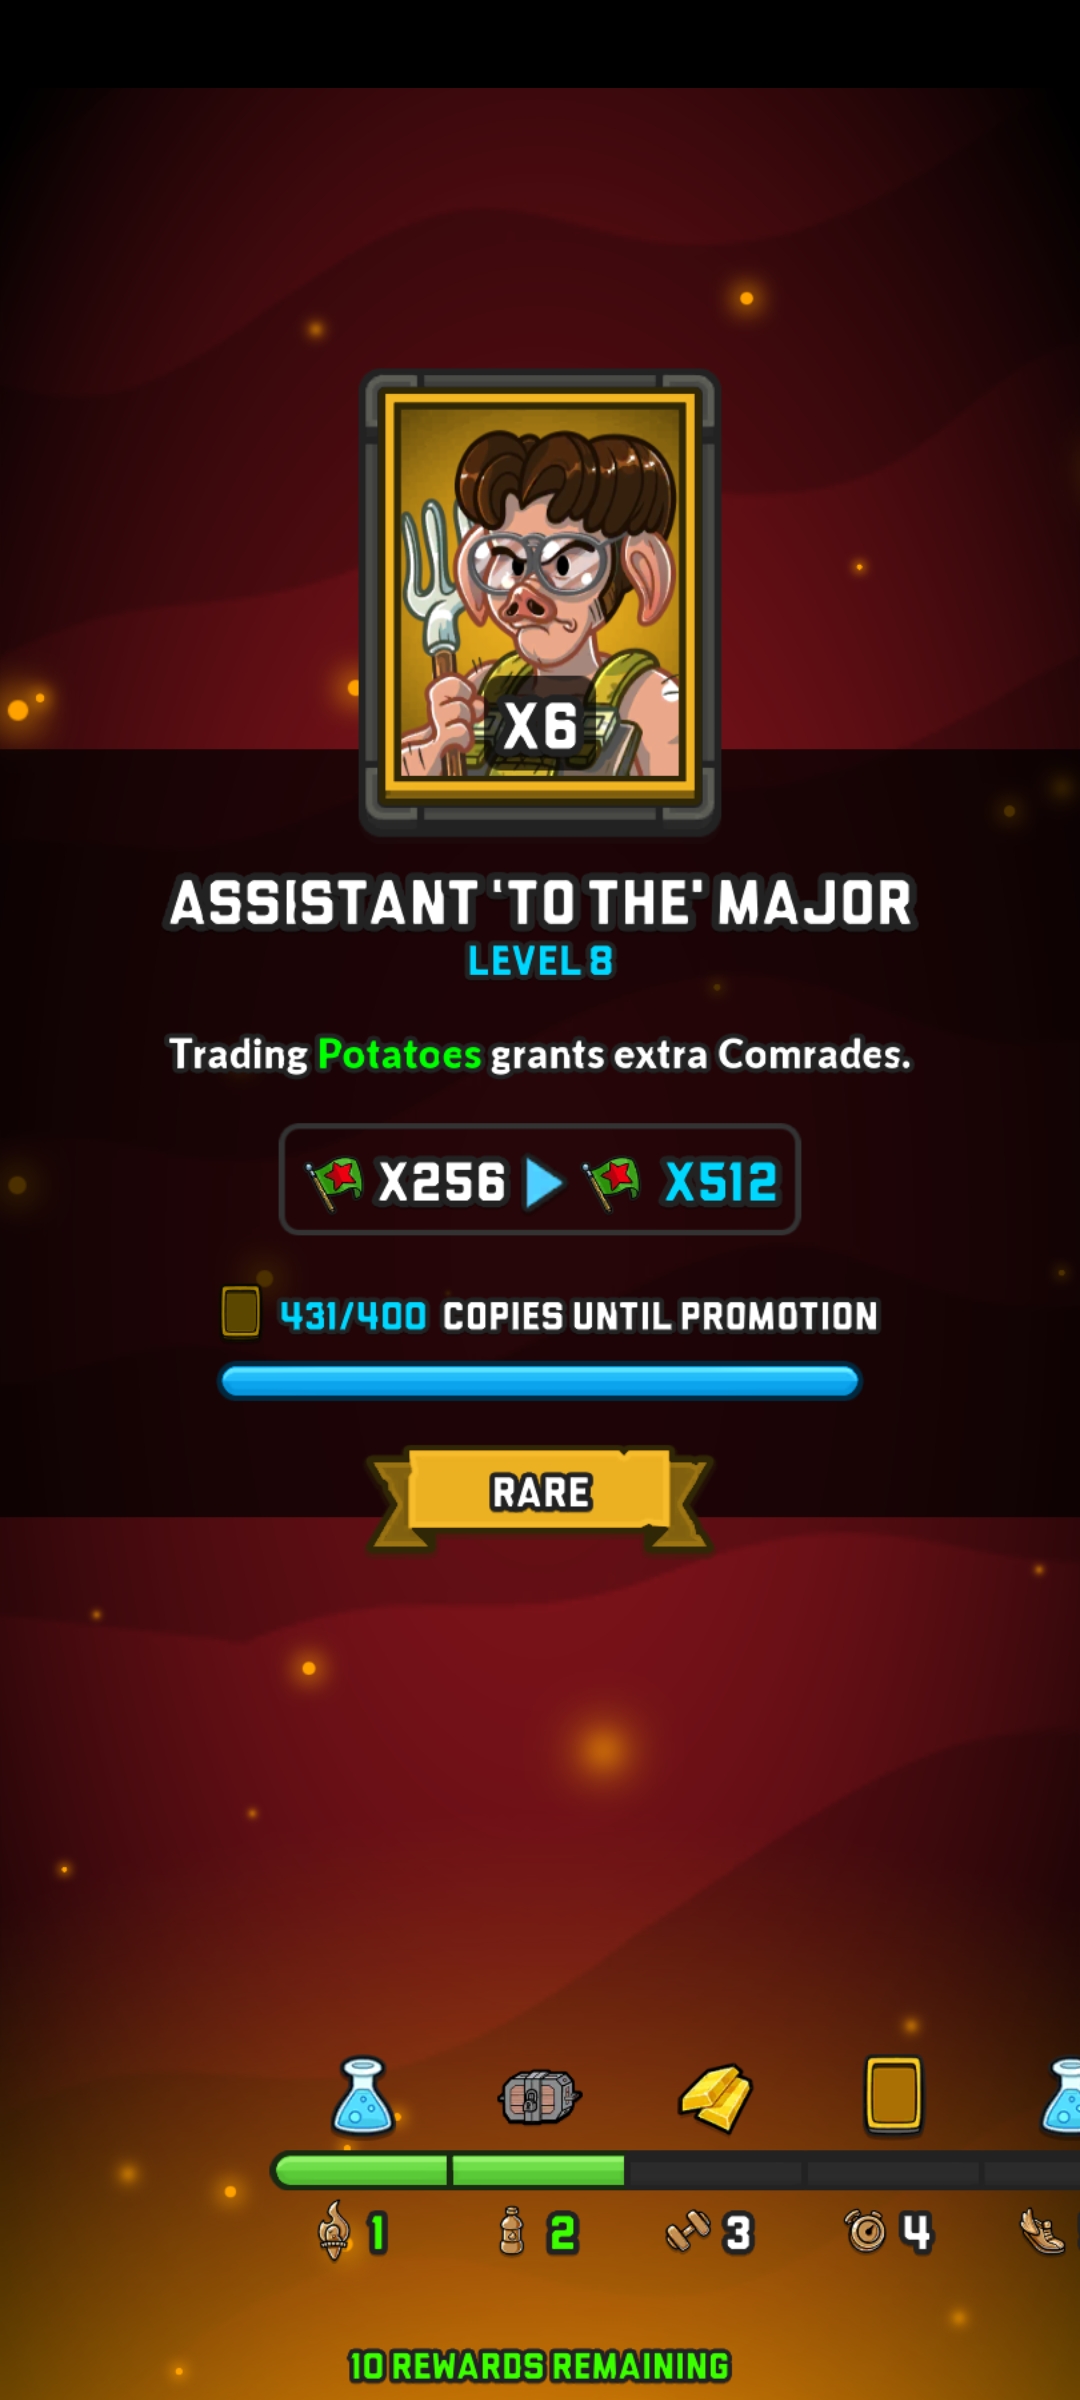 X6
ASSISTANT 'TO THE' MAJOR
LEVEL 8
Trading Potatoes grants extra Comrades.
X256 X512
431/400 COPIES UNTIL PROMOTION
RARE
1 2 3 4
10 REWARDS REMAINING